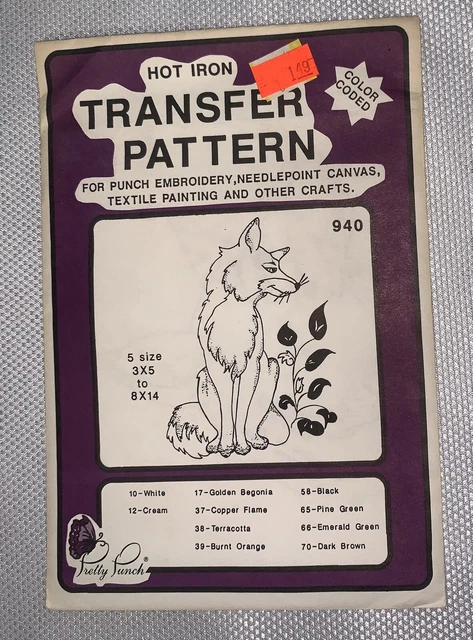 HOT IRON
TRANSFER
PATTERN
149
COLOR
CODED
FOR PUNCH EMBROIDERY,NEEDLEPOINT CANVAS,
TEXTILE PAINTING AND OTHER CRAFTS.
940
5 size
3X5
to
8X14
10-White
12-Cream
17-Golden Begonia
37-Copper Flame
38-Terracotta
39-Burnt Orange
58-Black
65-Pine Green
66-Emerald Green
70-Dark Brown
Pretty Punch®